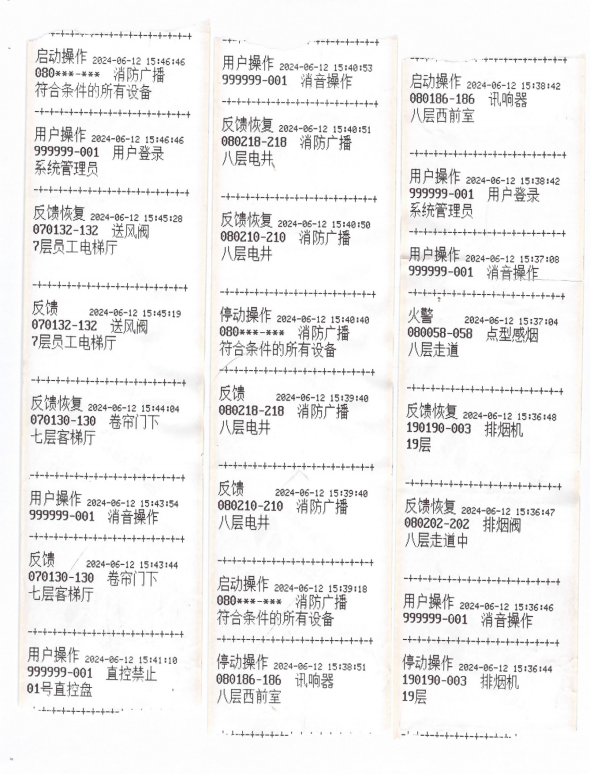 启动操作 2024-06-12 15:46:46
080***-*** 消防广播
符合条件的所有设备
用户操作 2024-06-12 15:46:46
999999-001 用户登录
系统管理员
反馈恢复 2024-06-12 15:45:28
070132-132 送风阀
7层员工电梯厅
反馈 2024-06-12 15:45:19
070132-132 送风阀
7层员工电梯厅
反馈恢复 2024-06-12 15:44:04
070130-130 卷帘门下
七层客梯厅
用户操作 2024-06-12 15:43:54
999999-001 消音操作
反馈 2024-06-12 15:43:44
070130-130 卷帘门下
七层客梯厅
用户操作 2024-06-12 15:41:10
999999-001 直控禁止
01号直控盘
用户操作 2024-06-12 15:40:53
999999-001 消音操作
反馈恢复 2024-06-12 15:40:51
080218-218 消防广播
八层电井
反馈恢复 2024-06-12 15:40:50
080210-210 消防广播
八层电井
停动操作 2024-06-12 15:40:40
080***-*** 消防广播
符合条件的所有设备
反馈 2024-06-12 15:39:40
080218-218 消防广播
八层电井
反馈 2024-06-12 15:39:40
080210-210 消防广播
八层电井
启动操作 2024-06-12 15:39:18
080***-*** 消防广播
符合条件的所有设备
停动操作 2024-06-12 15:38:51
080186-186 讯响器
八层西前室
启动操作 2024-06-12 15:38:42
080186-186 讯响器
八层西前室
用户操作 2024-06-12 15:38:42
999999-001 用户登录
系统管理员
用户操作 2024-06-12 15:37:08
999999-001 消音操作
火警 2024-06-12 15:37:04
080058-058 点型感烟
八层走道
反馈恢复 2024-06-12 15:36:48
190190-003 排烟机
19层
反馈恢复 2024-06-12 15:36:47
080202-202 排烟阀
八层走道中
用户操作 2024-06-12 15:36:46
999999-001 消音操作
停动操作 2024-06-12 15:36:44
190190-003 排烟机
19层